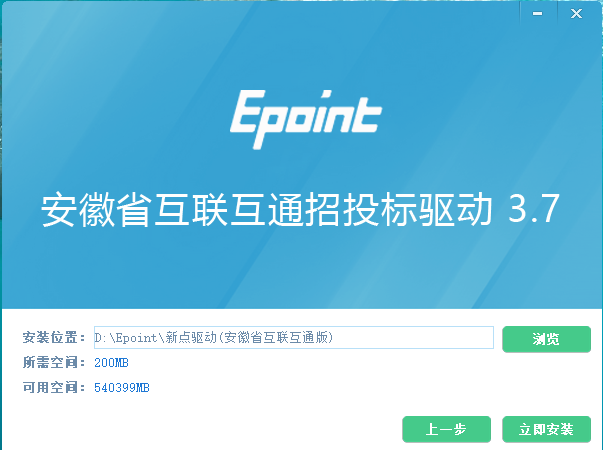 Epoint
安徽省互联互通招投标驱动 3.7
安装位置： D:\Epoint\新点驱动(安徽省互联互通版) 浏览
所需空间： 200MB
可用空间： 540399MB
上一步 立即安装